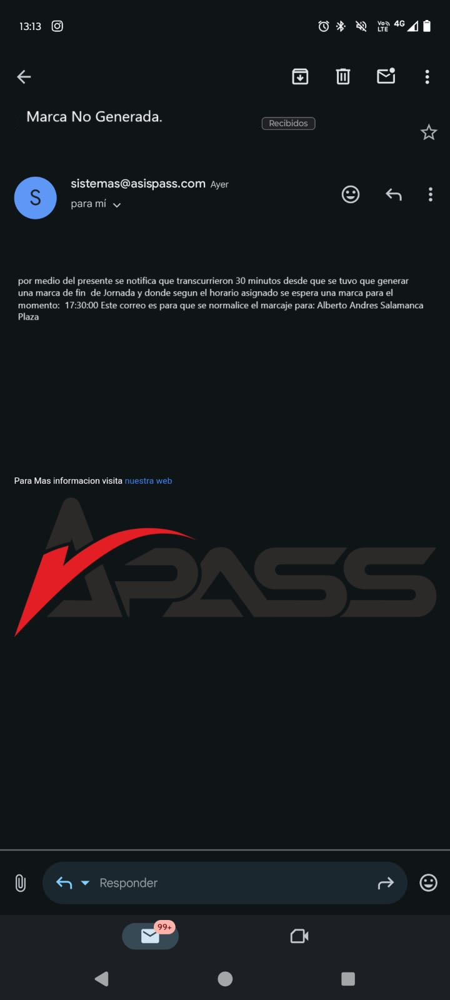 13:13
Vo LTE 4G
Marca No Generada.
Recibidos
S
sistemas@asispass.com Ayer
para mí
por medio del presente se notifica que transcurrieron 30 minutos desde que se tuvo que generar
una marca de fin  de Jornada y donde segun el horario asignado se espera una marca para el
momento:  17:30:00 Este correo es para que se normalice el marcaje para: Alberto Andres Salamanca
Plaza
Para Mas informacion visita nuestra web
APASS
Responder
99+